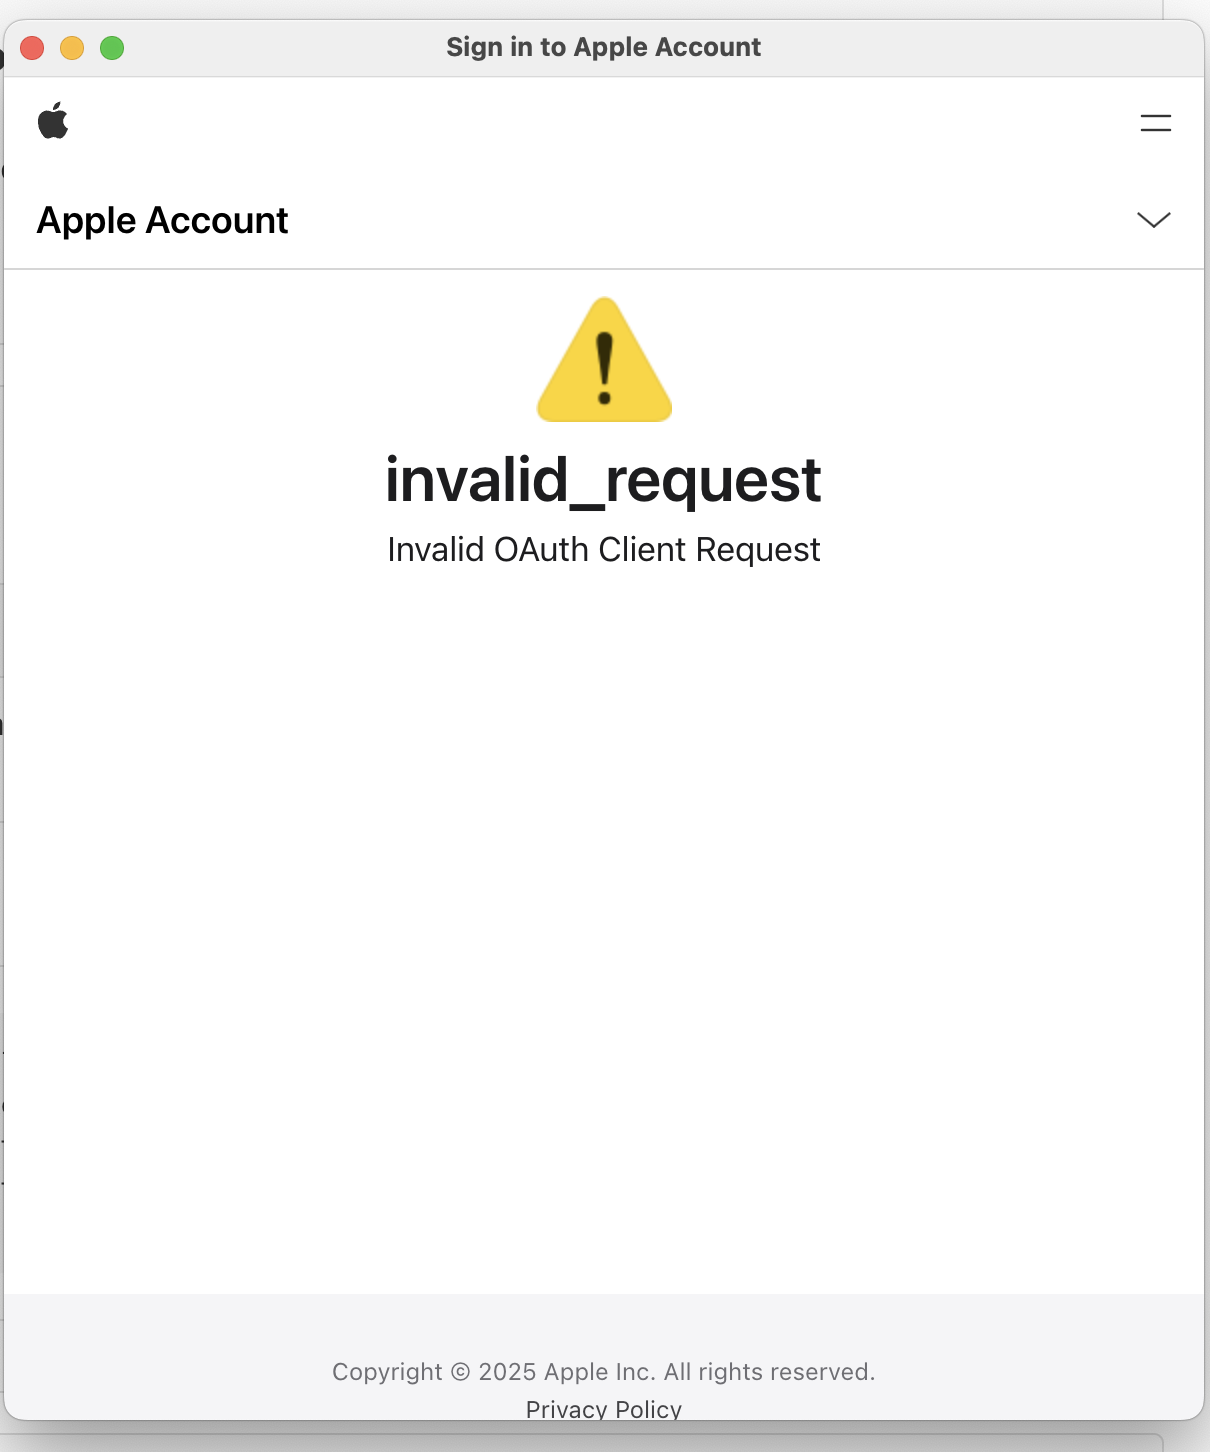 Sign in to Apple Account
Apple Account
invalid_request
Invalid OAuth Client Request
Copyright © 2025 Apple Inc. All rights reserved.
Privacy Policy